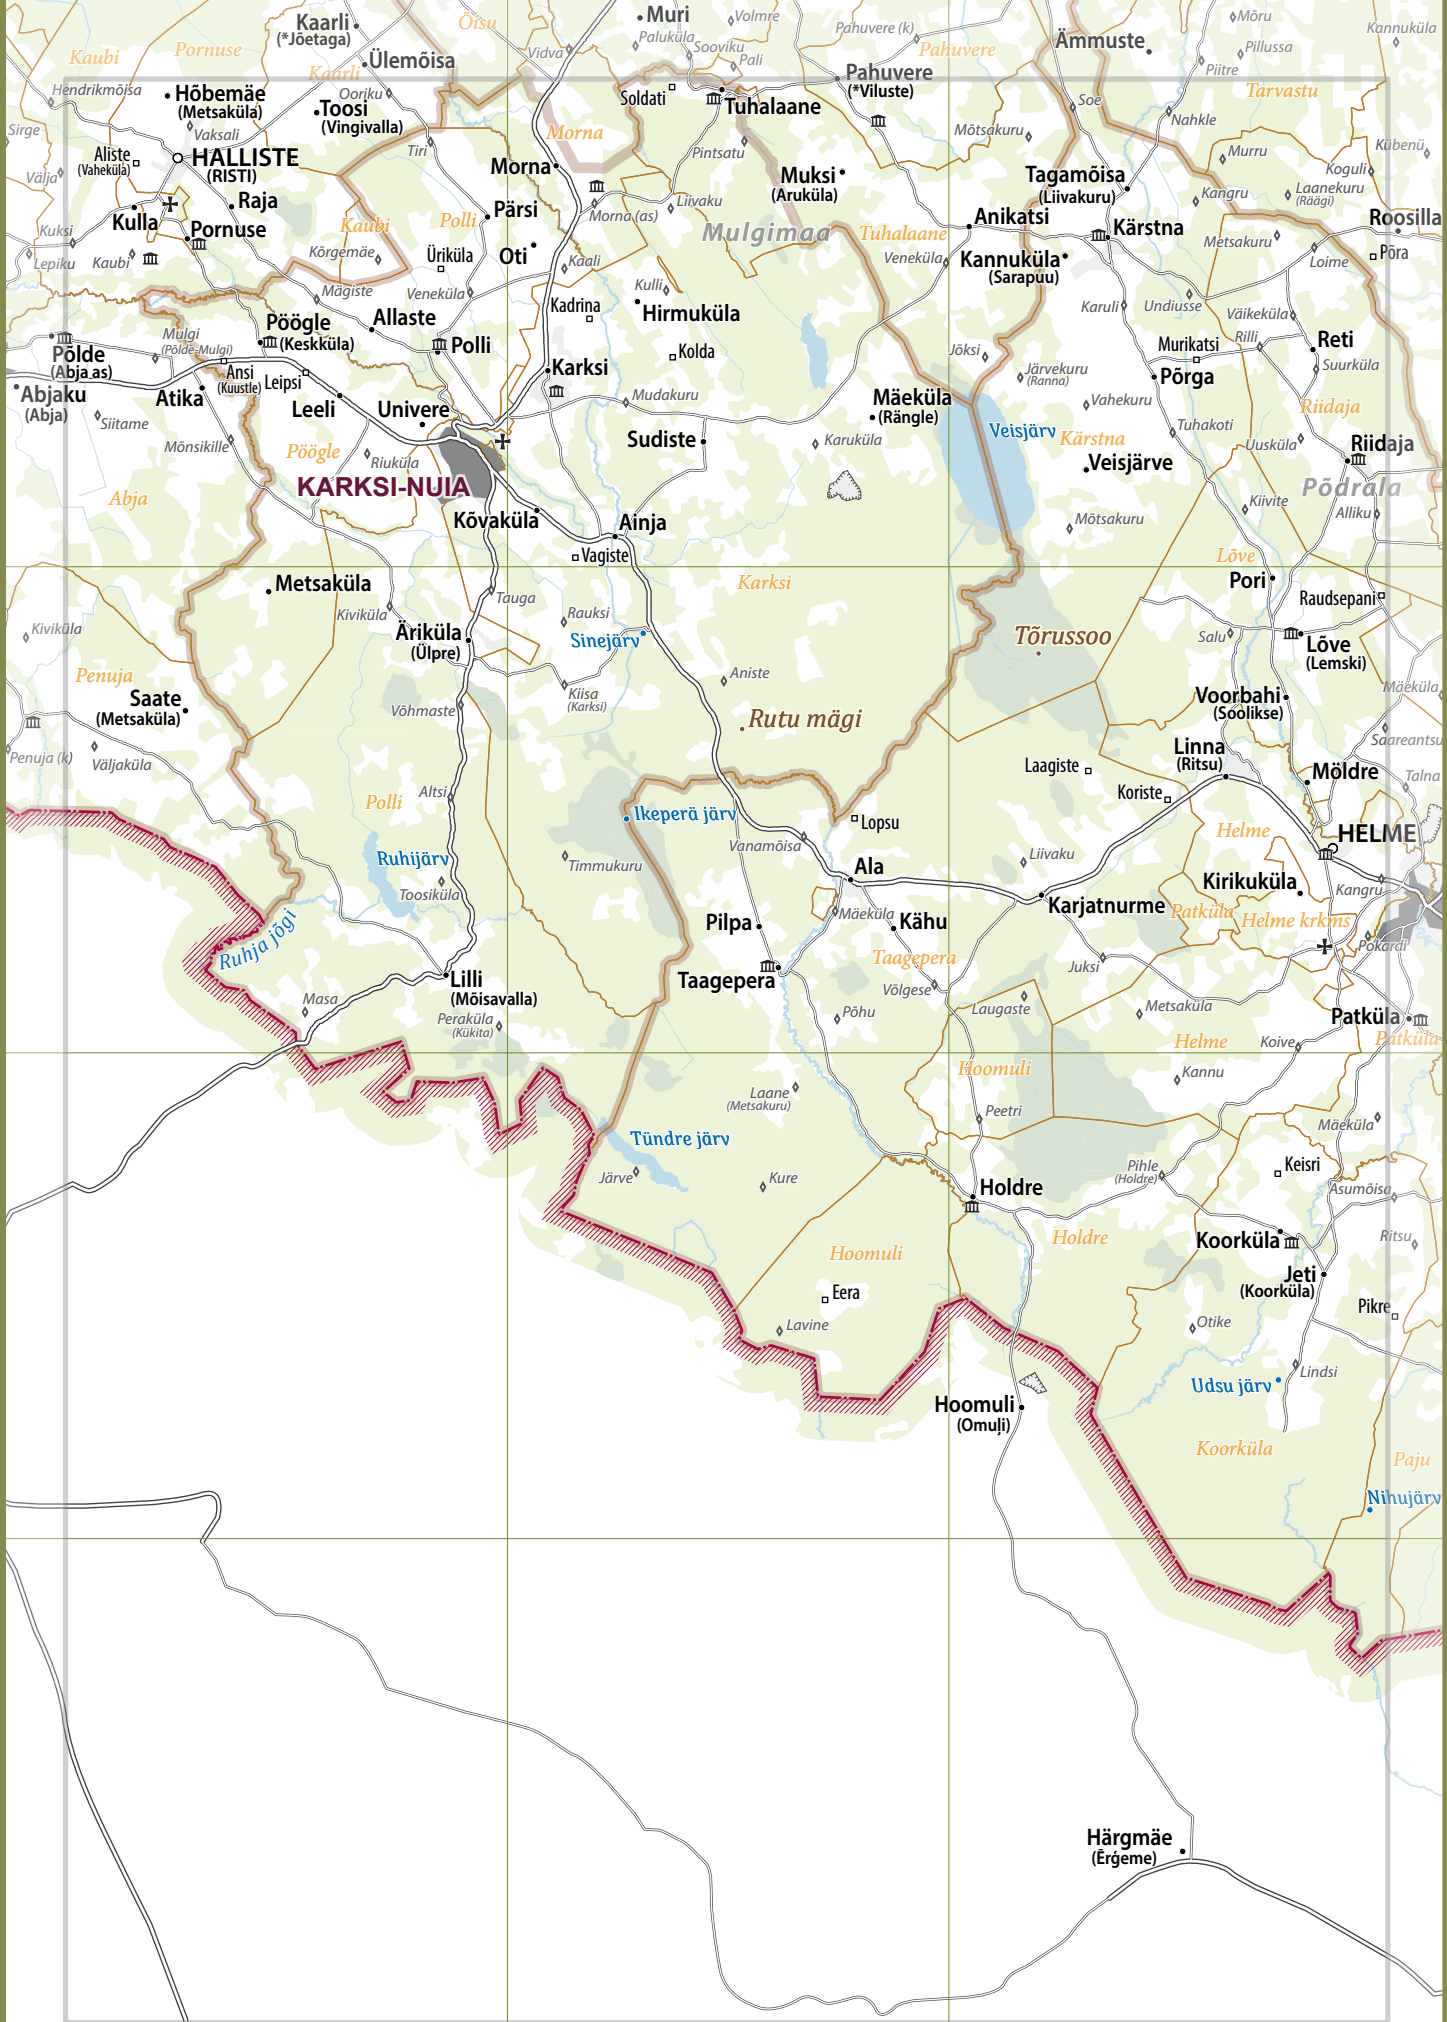 Kaarli
(*Jõetaga)
Õisu
Muri
Volmre
Paluküla
Sooviku
Pali
Pahuvere (k)
Pahuvere
Ämmuste
Mõru
Pillussa
Piitre
Kannuküla
Kaubi
Pornuse
Kaarli
Ülemõisa
Vidva
Pahuvere
(*Viluste)
Tarvastu
Hendrikmõisa
Hõbemäe
(Metsaküla)
Ooriku
Toosi
(Vingivalla)
Soldati
Tuhalaane
Soe
Nahkle
Sirge
Vaksali
Tiri
Morna
Pintsatu
Mõtsakuru
Murru
Kübenü
Koguli
Aliste
(Vaheküla)
HALLISTE
(RISTI)
Välja
Morna
Muksi
(Aruküla)
Tagamõisa
(Liivakuru)
Kangru
Laanekuru
(Räägi)
Raja
Kulla
Kaubi
Polli
Pärsi
Morna (as)
Liivaku
Mulgimaa
Tuhalaane
Anikatsi
Kärstna
Roosilla
Kuksi
Pornuse
Kõrgemäe
Üriküla
Oti
Kaali
Veneküla
Kannuküla
(Sarapuu)
Metsakuru
Loime
Põra
Lepiku
Kaubi
Mägiste
Veneküla
Kadrina
Kulli
Hirmuküla
Karuli
Undiusse
Väikeküla
Pöögle
(Keskküla)
Allaste
Polli
Mulgi
(Põlde-Mulgi)
Põlde
(Abja as)
Ansi
(Kuustle)
Leipsi
Karksi
Kolda
Jõksi
Järvekuru
(Ranna)
Murikatsi
Rilli
Reti
Suurküla
Põrga
Abjaku
(Abja)
Atika
Leeli
Univere
Mudakuru
Mäeküla
(Rängle)
Vahekuru
Riidaja
Siitame
Mõnsikille
Pöögle
Riuküla
Sudiste
Karuküla
Veisjärv
Kärstna
Tuhakoti
Uusküla
Riidaja
Veisjärve
Abja
KARKSI-NUIA
Põdrala
Kõvaküla
Ainja
Mõtsakuru
Kiivite
Alliku
Vagiste
Lõve
Metsaküla
Karksi
Pori
Raudsepani
Kiviküla
Tauga
Rauksi
Sinejärv
Kiviküla
Äriküla
(Ülpre)
Tõrussoo
Salu
Lõve
(Lemski)
Penuja
Saate
(Metsaküla)
Kiisa
(Karksi)
Aniste
Võhmaste
Rutu mägi
Voorbahi
(Soolikse)
Mäeküla
Penuja (k)
Väljaküla
Linna
(Ritsu)
Saareantsu
Laagiste
Koriste
Möldre
Talna
Polli
Altsi
Ikeperä järv
Lopsu
Helme
HELME
Ruhijärv
Toosiküla
Timmukuru
Vanamõisa
Ala
Liivaku
Kirikuküla
Kangru
Mäeküla
Karjatnurme
Patküla
Helme krkms
Ruhja jõgi
Pilpa
Kähu
Taagepera
Pokardi
Lilli
(Mõisavalla)
Taagepera
Juksi
Masa
Peraküla
(Kükita)
Võlgese
Põhu
Laugaste
Metsaküla
Patküla
Patküla
Helme
Koive
Hoomuli
Kannu
Laane
(Metsakuru)
Peetri
Mäeküla
Tündre järv
Järve
Kure
Holdre
Pihle
(Holdre)
Keisri
Asumõisa
Hoomuli
Holdre
Koorküla
Ritsu
Jeti
(Koorküla)
Eera
Pikre
Lavine
Otike
Lindsi
Udsu järv
Hoomuli
(Omuļi)
Koorküla
Paju
Nihujärv
Härgmäe
(Ērģeme)